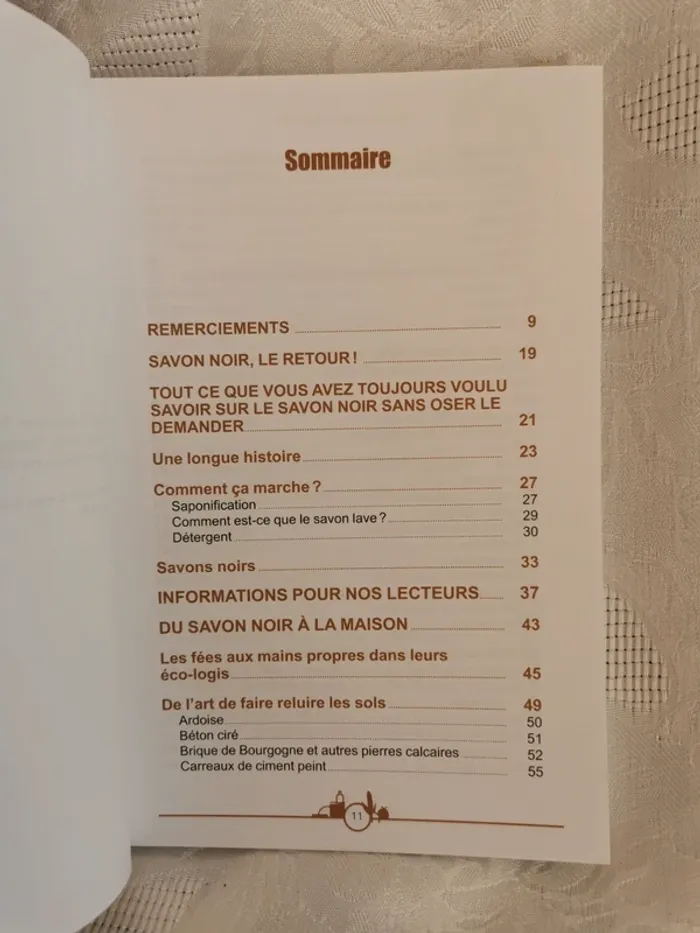 Sommaire
REMERCIEMENTS 9
SAVON NOIR, LE RETOUR ! 19
TOUT CE QUE VOUS AVEZ TOUJOURS VOULU
SAVOIR SUR LE SAVON NOIR SANS OSER LE
DEMANDER 21
Une longue histoire 23
Comment ça marche ? 27
Saponification 27
Comment est-ce que le savon lave ? 29
Détergent 30
Savons noirs 33
INFORMATIONS POUR NOS LECTEURS 37
DU SAVON NOIR À LA MAISON 43
Les fées aux mains propres dans leurs
éco-logis 45
De l'art de faire reluire les sols 49
Ardoise 50
Béton ciré 51
Brique de Bourgogne et autres pierres calcaires 52
Carreaux de ciment peint 55
11